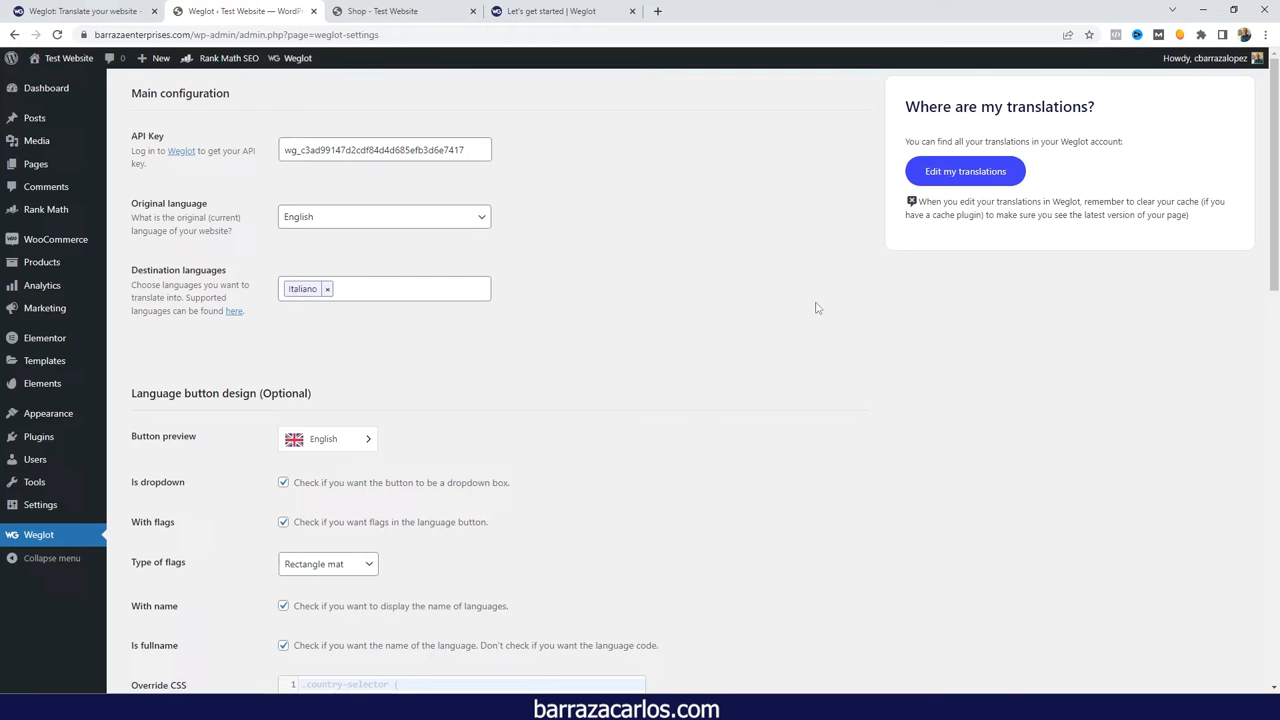 Weglot: Translate your website -
Weglot ‹ Test Website — WordPr
Shop - Test Website
Let's get started | Weglot
barrazaenterprises.com/wp-admin/admin.php?page=weglot-settings
Test Website
0
New
Rank Math SEO
Weglot
Howdy, cbarrazalopez
Dashboard
Posts
Media
Pages
Comments
Rank Math
WooCommerce
Products
Analytics
Marketing
Elementor
Templates
Elements
Appearance
Plugins
Users
Tools
Settings
WG Weglot
Collapse menu
Main configuration
API Key
Log in to Weglot to get your API
key.
wg_c3ad99147d2cdf84d4d685efb3d6e7417
Original language
What is the original (current)
language of your website?
English
Destination languages
Choose languages you want to
translate into. Supported
languages can be found here.
Italiano ×
Language button design (Optional)
Button preview
English
Is dropdown
Check if you want the button to be a dropdown box.
With flags
Check if you want flags in the language button.
Type of flags
Rectangle mat
With name
Check if you want to display the name of languages.
Is fullname
Check if you want the name of the language. Don't check if you want the language code.
Override CSS
1 .country-selector {
Where are my translations?
You can find all your translations in your Weglot account:
Edit my translations
When you edit your translations in Weglot, remember to clear your cache (if you
have a cache plugin) to make sure you see the latest version of your page)
barrazacarlos.com